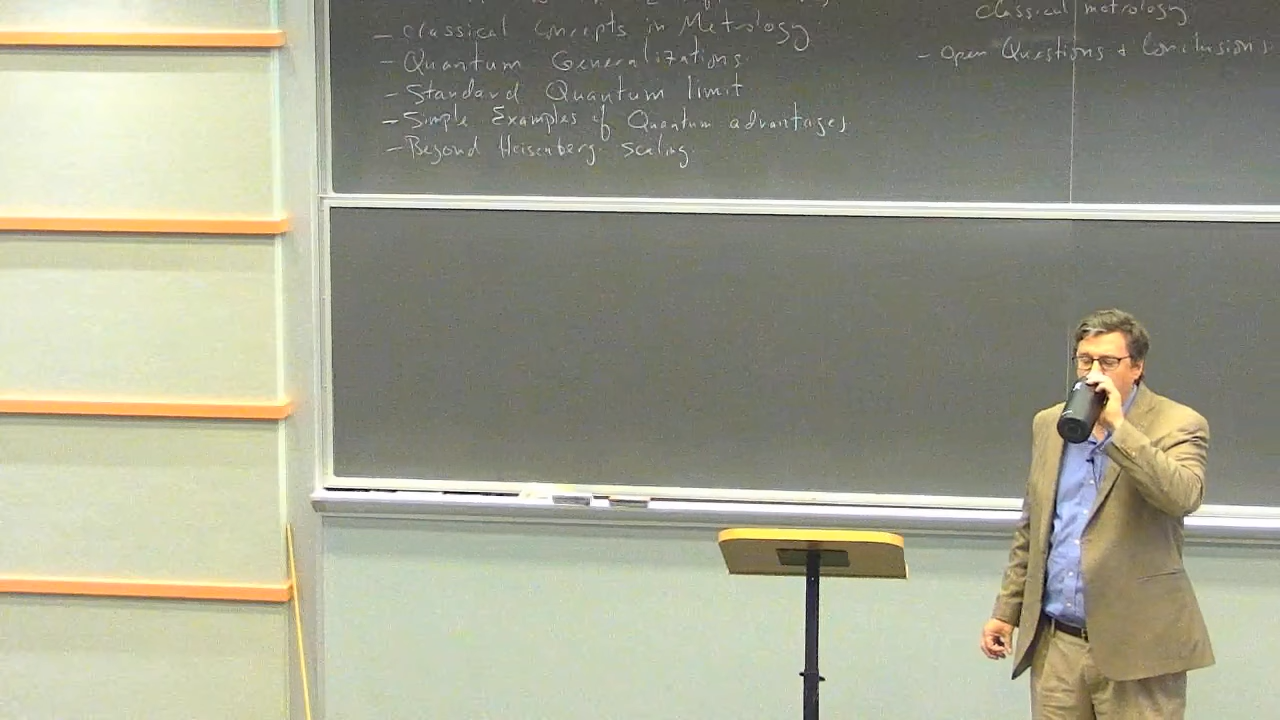 - Classical Concepts in Metrology
- Quantum Generalizations
- Standard Quantum limit
- Simple Examples of Quantum advantages
- Beyond Heisenberg scaling
classical metrology
- Open Questions & Conclusions